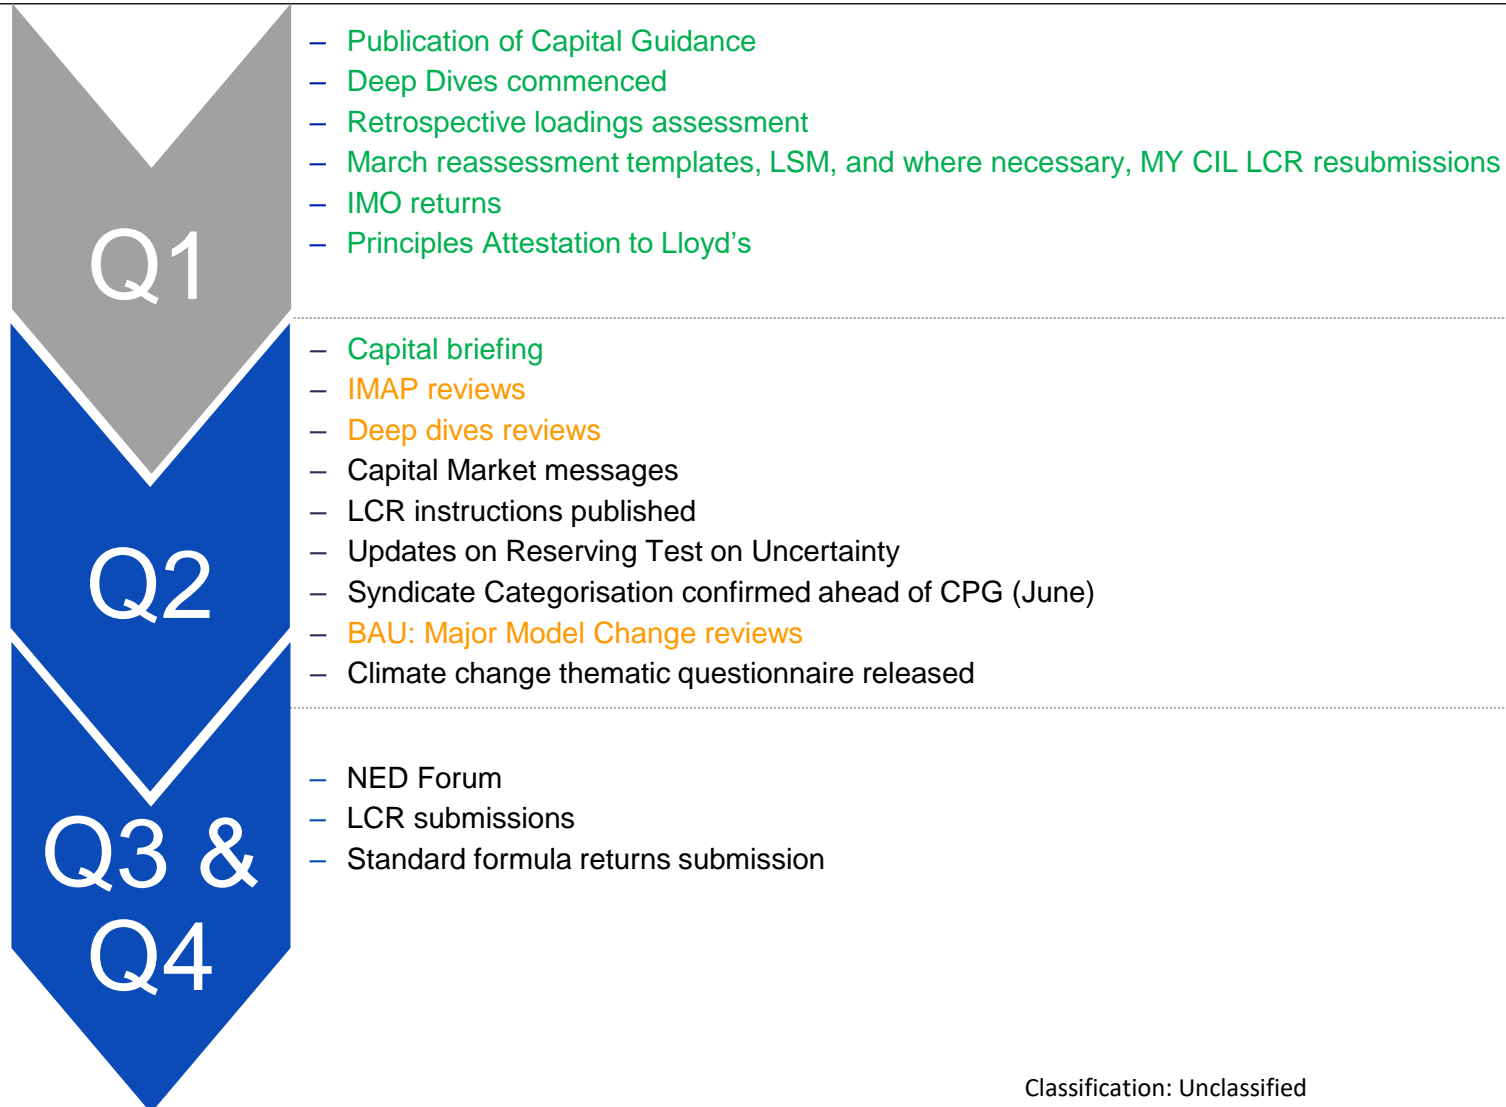 Q1
– Publication of Capital Guidance
– Deep Dives commenced
– Retrospective loadings assessment
– March reassessment templates, LSM, and where necessary, MY CIL LCR resubmissions
– IMO returns
– Principles Attestation to Lloyd’s
Q2
– Capital briefing
– IMAP reviews
– Deep dives reviews
– Capital Market messages
– LCR instructions published
– Updates on Reserving Test on Uncertainty
– Syndicate Categorisation confirmed ahead of CPG (June)
– BAU: Major Model Change reviews
– Climate change thematic questionnaire released
Q3 &
Q4
– NED Forum
– LCR submissions
– Standard formula returns submission
Classification: Unclassified